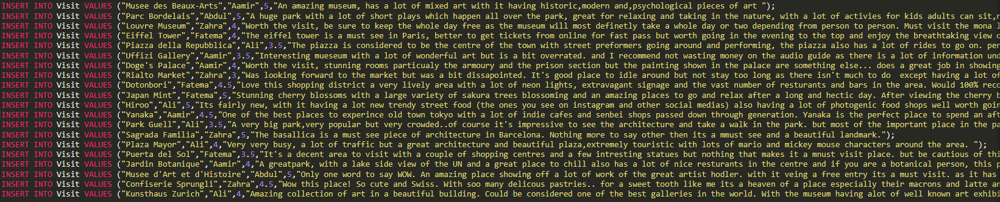 INSERT INTO Visit VALUES ("Musee des Beaux-Arts","Aamir",5,"An amazing museum, has a lot of mixed art with it having historic,modern and,psychological pieces of art ");
INSERT INTO Visit VALUES ("Parc Bordelais","Abdul",5,"A huge park with a lot of short plays which happen all over the park, great for relaxing and taking in the nature, with a lot of activies for kids adults can sit,r
INSERT INTO Visit VALUES ("Louvre Museum","Zahra",4,"Worth the visit, be sure to keep the whole day free as the museum will most definetly take a whole day or two depending from person to person. Must visit the mona l
INSERT INTO Visit VALUES ("Eiffel Tower","Fatema",4,"The eiffel tower is a must see in Paris, better to get tickets from online for fast pass but worth going in the evening to the top and enjoy the breathtaking view o
INSERT INTO Visit VALUES ("Piazza della Repubblica","Ali",3.5,"The piazza is considered to be the centre of the town with street preformers going around and performing, the piazza also has a lot of rides to go on. per
INSERT INTO Visit VALUES ("Uffizi Gallery","Aamir",3.5,"Interesting mueseum with a lot of wonderful art but is a bit overrated. and I recommend not wasting money on the audio guide as there is a lot of information und
INSERT INTO Visit VALUES ("Doge's Palace","Aamir",4,"Worth the visit, stunning rooms particualy the armoury and the prison section but the painting shown in the palace are something else... does a great job in showing
INSERT INTO Visit VALUES ("Rialto Market","Zahra",3,"Was looking forward to the market but was a bit dissapointed. It's good place to idle around but not stay too long as there isn't much to do  except having a lot of
INSERT INTO Visit VALUES ("Dotonbori","Fatema",4.5,"Love this shopping district a very lively area with a lot of neon lights, extravagant signage and the vast number of resturants and bars in the area. Would 100% reco
INSERT INTO Visit VALUES ("Japan Mint","Fatema",5,"Stunning cherry blossoms with a large variety of sakura trees blossoming and an amazing places to go and relax after a long and hectic day. After viewing the cherry b
INSERT INTO Visit VALUES ("Hiroo","Ali",5,"Its fairly new, with it having a lot new trendy street food (the ones you see on instagram and other social medias) also having a lot of photogenic food shops well worth goin
INSERT INTO Visit VALUES ("Yanaka","Aamir",4.5,"One of the best places to experince old town tokyo with a lot of indie cafes and senbei shops passed down through generation. Yanaka is the perfect place to spend an aft
INSERT INTO Visit VALUES ("Park Guell","Ali",3.5,"A very big park,very popular but very crowded..of course it's impressive to see the architecture and take a walk in the park. but most of the important place in the pa
INSERT INTO Visit VALUES ("Sagrada Familia","Zahra",5,"The basallica is a must see piece of architecture in Barcelona. Nothing more to say other then its a mmust see and a beautiful landmark.");
INSERT INTO Visit VALUES ("Plaza Mayor","Ali",4,"Very very busy, a lot of traffic but a great architecture and beautiful plaza,extremely touristic with lots of mario and mickey mouse characters around the area. ");
INSERT INTO Visit VALUES ("Puerta del Sol","Fatema",3.5,"It's a decent area to visit with a couple of shopping centres and a few intresting statues but nothing that makes it a mnust visit place. but be cautious of thi
INSERT INTO Visit VALUES ("Jardin Botanique","Aamir",4,"A greatpark, with a lake side view of the UN and a great place to chill also has a lot of nice resturants in the centre and if you are a botanical person, this p
INSERT INTO Visit VALUES ("Musee d'Art et d'Histoire","Abdul",5,"Only one word to say WOW. An amazing place showing off a lot of work of the great artist hodler. with it veing a free entry its a must visit. as it has
INSERT INTO Visit VALUES ("Confiserie Sprungli","Zahra",4.5,"Wow this place! So cute and Swiss. With soo many delicous pastries.. for a sweet tooth like me its a heaven of a place especially their macrons and latte an
INSERT INTO Visit VALUES ("Kunsthaus Zurich","Ali",4,"Amazing collection of art in a beautiful building. Could be considered one of the best galleries in the world. With the museum having alot of well known art exhibi